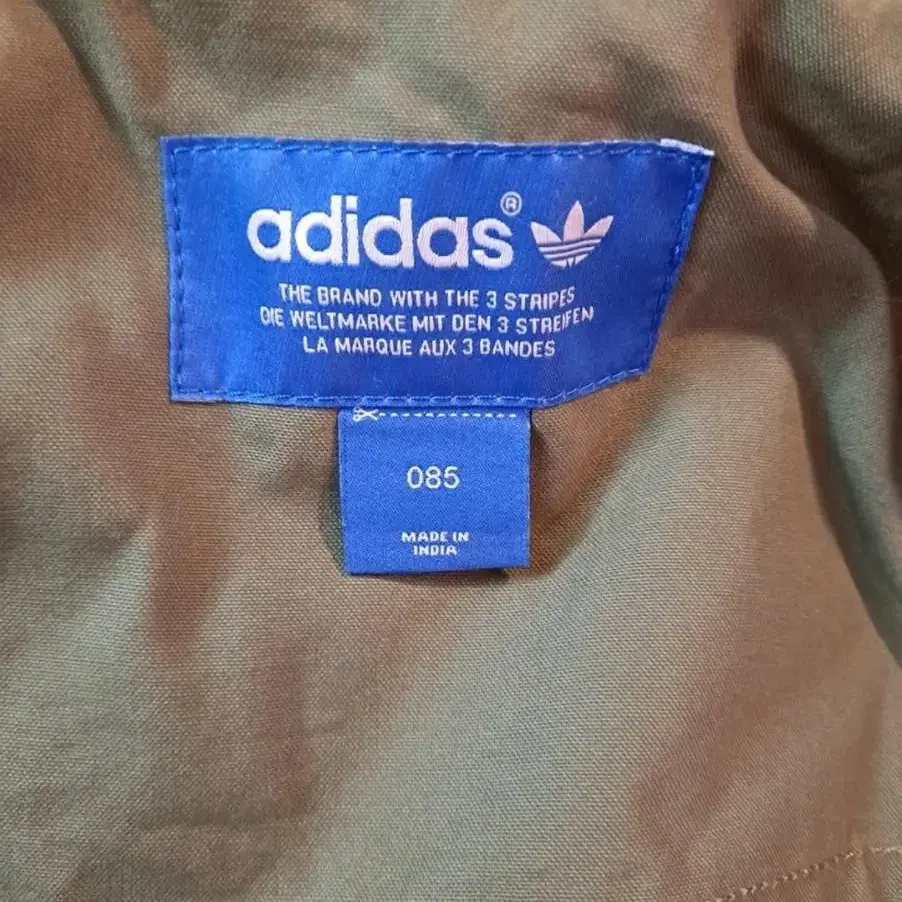 adidas®
THE BRAND WITH THE 3 STRIPES
DIE WELTMARKE MIT DEN 3 STREIFEN
LA MARQUE AUX 3 BANDES
085
MADE IN
INDIA